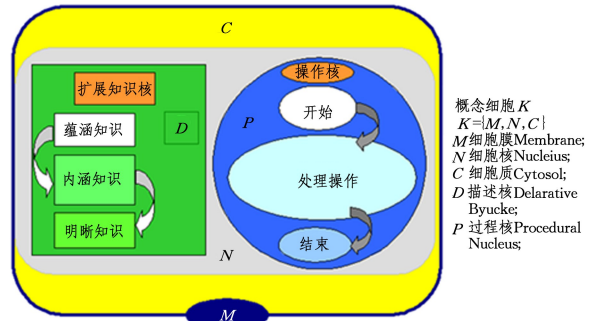 C
扩展知识核
蕴涵知识
D
内涵知识
明晰知识
操作核
开始
P
处理操作
结束
N
M
概念细胞K
K={M,N,C}
M细胞膜Membrane;
N 细胞核Nucleius;
C 细胞质Cytosol;
D 描述核Delarative
Byucke;
P 过程核Procedural
Nucleus;